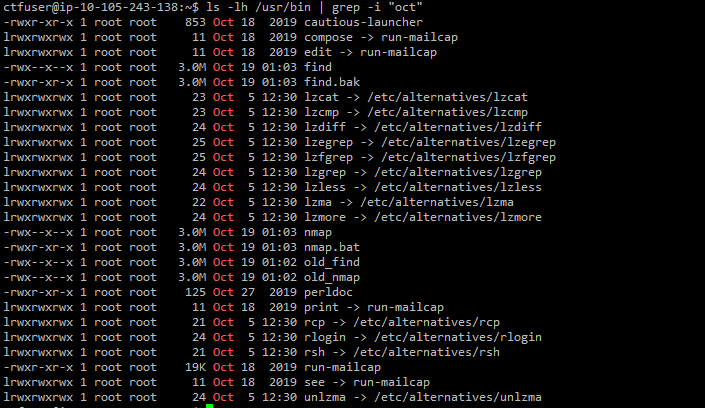 ctfuser@ip-10-105-243-138:~$ ls -lh /usr/bin | grep -i "oct"
-rwxr-xr-x 1 root root    853 Oct 18  2019 cautious-launcher
lrwxrwxrwx 1 root root     11 Oct 18  2019 compose -> run-mailcap
lrwxrwxrwx 1 root root     11 Oct 18  2019 edit -> run-mailcap
-rwx--x--x 1 root root   3.0M Oct 19 01:03 find
-rwxr-xr-x 1 root root   3.0M Oct 19 01:03 find.bak
lrwxrwxrwx 1 root root     23 Oct  5 12:30 lzcat -> /etc/alternatives/lzcat
lrwxrwxrwx 1 root root     23 Oct  5 12:30 lzcmp -> /etc/alternatives/lzcmp
lrwxrwxrwx 1 root root     24 Oct  5 12:30 lzdiff -> /etc/alternatives/lzdiff
lrwxrwxrwx 1 root root     25 Oct  5 12:30 lzegrep -> /etc/alternatives/lzegrep
lrwxrwxrwx 1 root root     25 Oct  5 12:30 lzfgrep -> /etc/alternatives/lzfgrep
lrwxrwxrwx 1 root root     24 Oct  5 12:30 lzgrep -> /etc/alternatives/lzgrep
lrwxrwxrwx 1 root root     24 Oct  5 12:30 lzless -> /etc/alternatives/lzless
lrwxrwxrwx 1 root root     22 Oct  5 12:30 lzma -> /etc/alternatives/lzma
lrwxrwxrwx 1 root root     24 Oct  5 12:30 lzmore -> /etc/alternatives/lzmore
-rwx--x--x 1 root root   3.0M Oct 19 01:03 nmap
-rwxr-xr-x 1 root root   3.0M Oct 19 01:03 nmap.bat
-rwx--x--x 1 root root   3.0M Oct 19 01:02 old_find
-rwx--x--x 1 root root   3.0M Oct 19 01:02 old_nmap
-rwxr-xr-x 1 root root    125 Oct 27  2019 perldoc
lrwxrwxrwx 1 root root     11 Oct 18  2019 print -> run-mailcap
lrwxrwxrwx 1 root root     21 Oct  5 12:30 rcp -> /etc/alternatives/rcp
lrwxrwxrwx 1 root root     24 Oct  5 12:30 rlogin -> /etc/alternatives/rlogin
lrwxrwxrwx 1 root root     21 Oct  5 12:30 rsh -> /etc/alternatives/rsh
-rwxr-xr-x 1 root root    19K Oct 18  2019 run-mailcap
lrwxrwxrwx 1 root root     11 Oct 18  2019 see -> run-mailcap
lrwxrwxrwx 1 root root     24 Oct  5 12:30 unlzma -> /etc/alternatives/unlzma